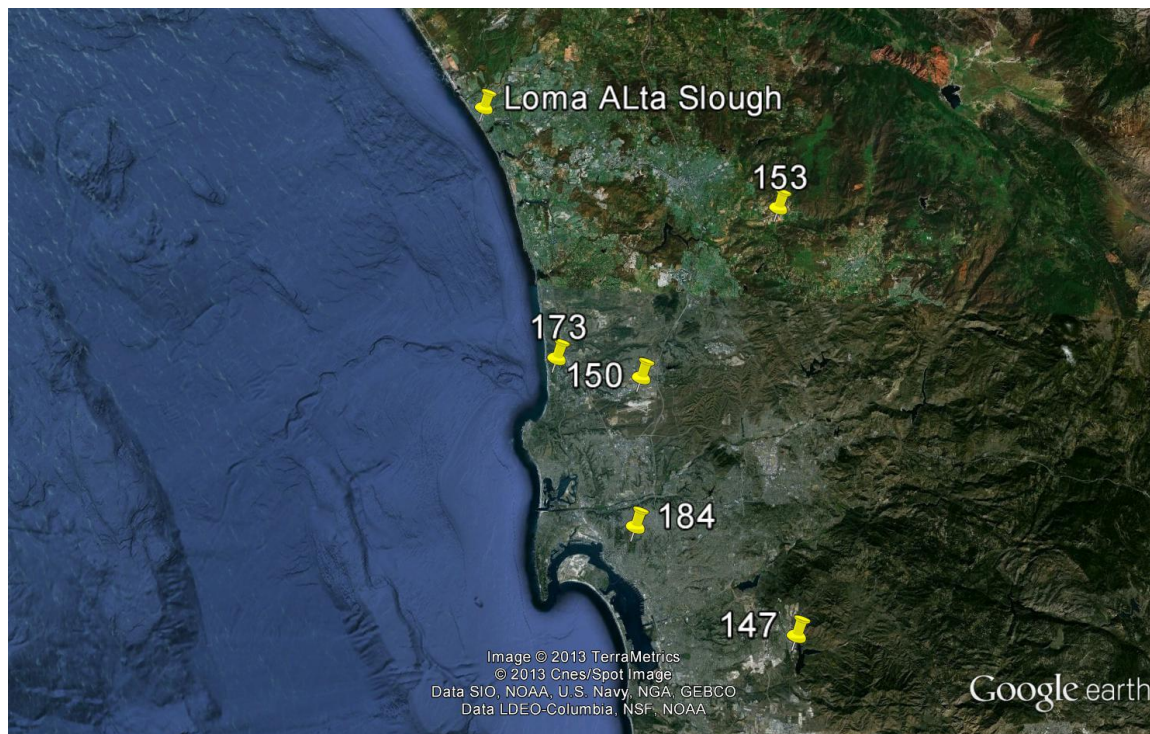 Loma ALta Slough
153
173
150
184
147
Image © 2013 TerraMetrics
© 2013 Cnes/Spot Image
Data SIO, NOAA, U.S. Navy, NGA, GEBCO
Data LDEO-Columbia, NSF, NOAA
Google earth